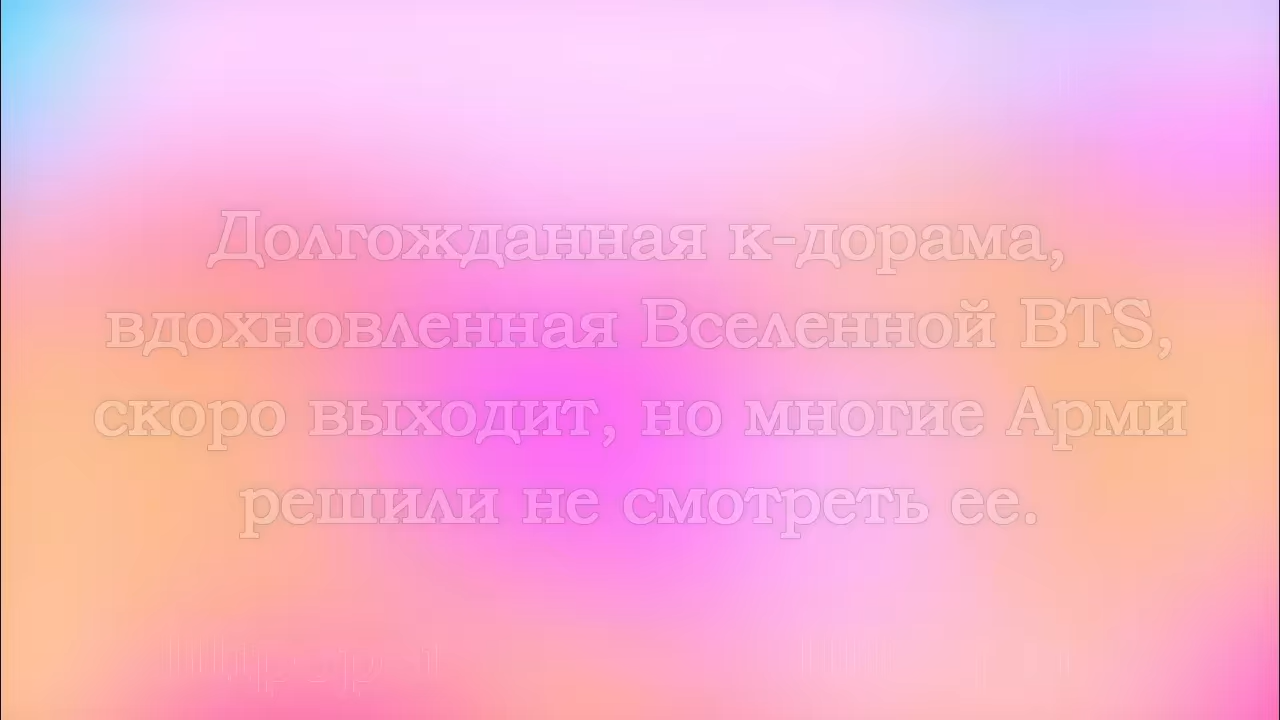 Долгожданная к-дорама,
вдохновленная Вселенной BTS,
скоро выходит, но многие Арми
решили не смотреть ее.